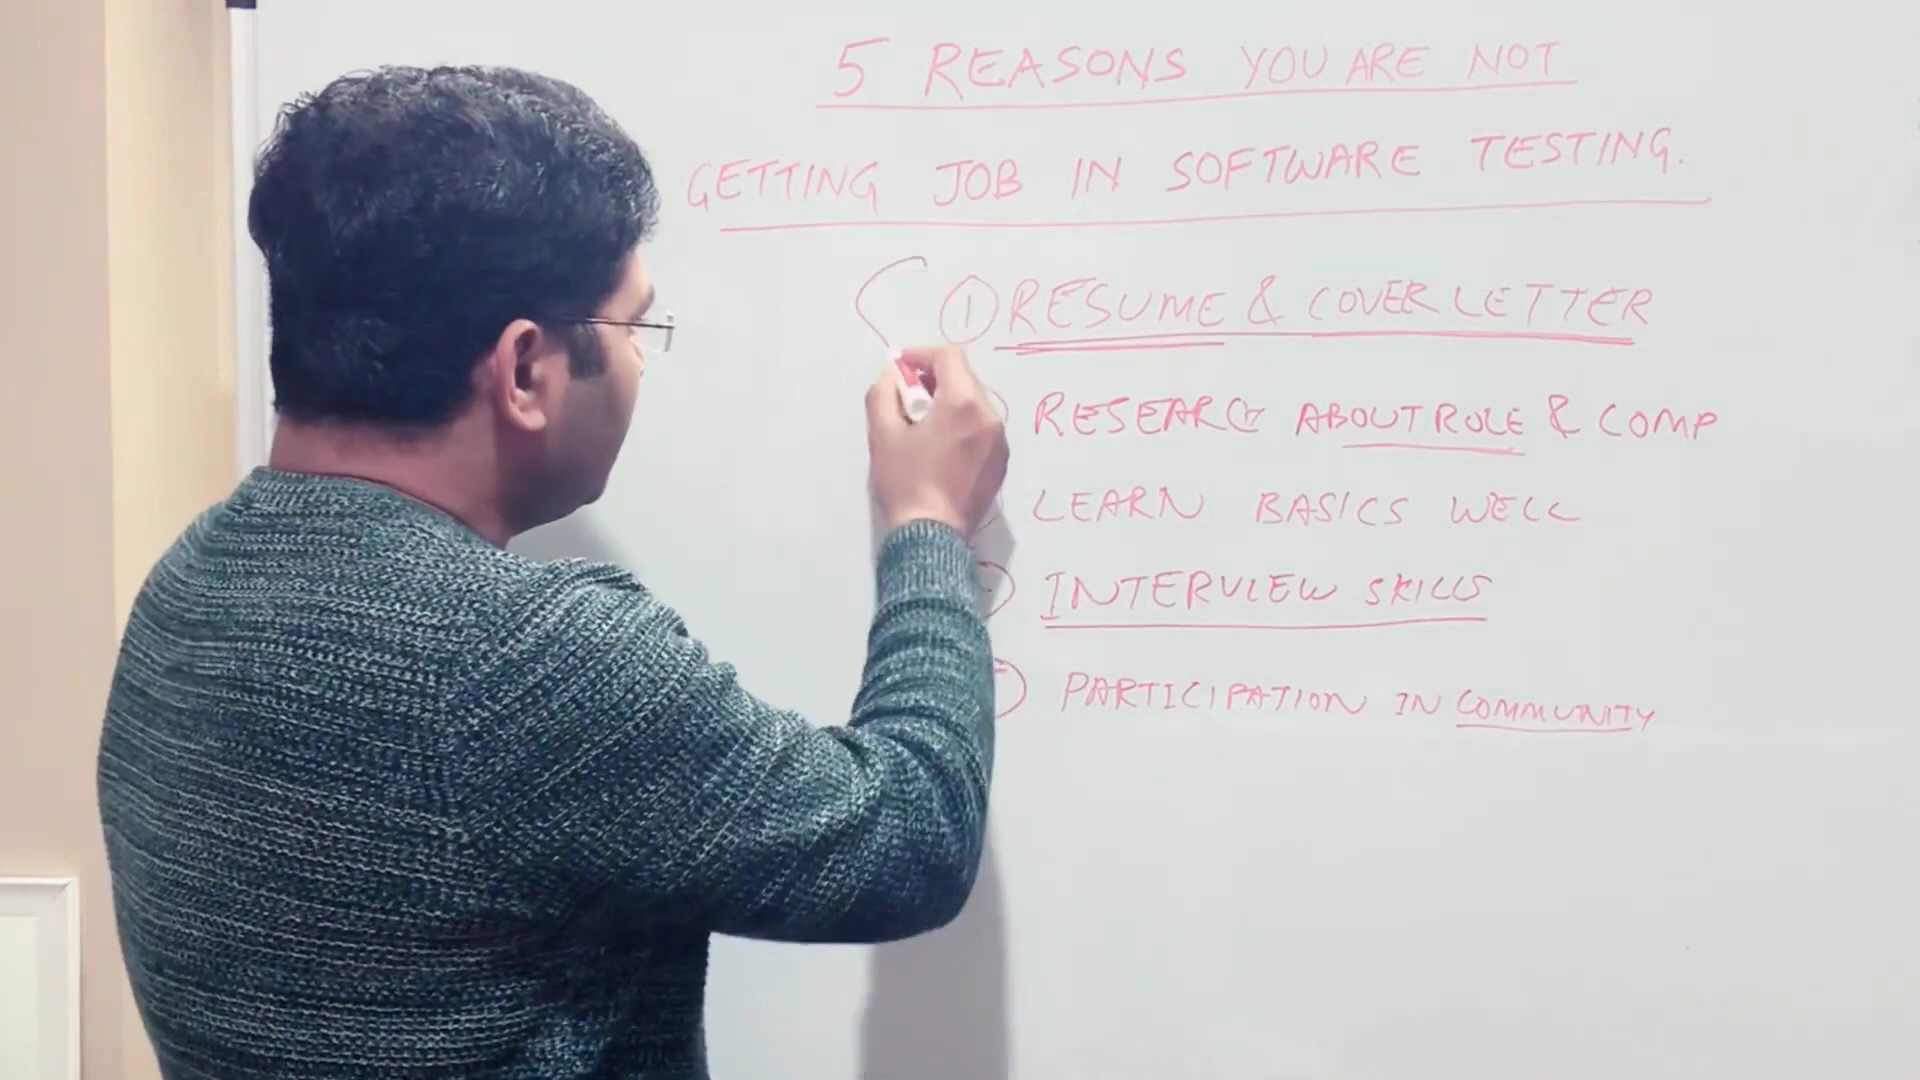 5 REASONS YOU ARE NOT
GETTING JOB IN SOFTWARE TESTING.
① RESUME & COVER LETTER
RESEARCH ABOUT ROLE & COMP
LEARN BASICS WELL
INTERVIEW SKILLS
PARTICIPATION IN COMMUNITY